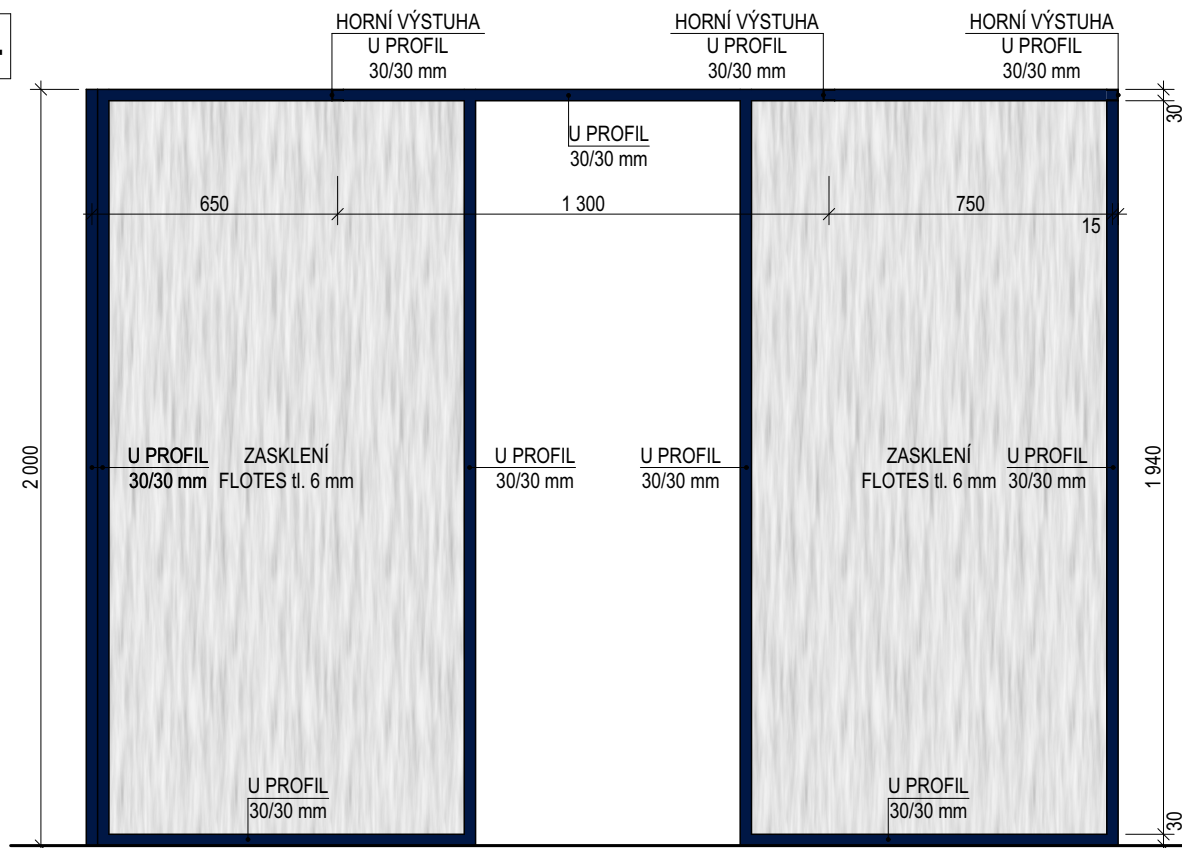 HORNÍ VÝSTUHA
U PROFIL
30/30 mm
HORNÍ VÝSTUHA
U PROFIL
30/30 mm
HORNÍ VÝSTUHA
U PROFIL
30/30 mm
30
U PROFIL
30/30 mm
650
1 300
750
15
2 000
U PROFIL
30/30 mm
ZASKLENÍ
FLOTES tl. 6 mm
U PROFIL
30/30 mm
U PROFIL
30/30 mm
ZASKLENÍ
FLOTES tl. 6 mm
U PROFIL
30/30 mm
1 940
U PROFIL
30/30 mm
U PROFIL
30/30 mm
30